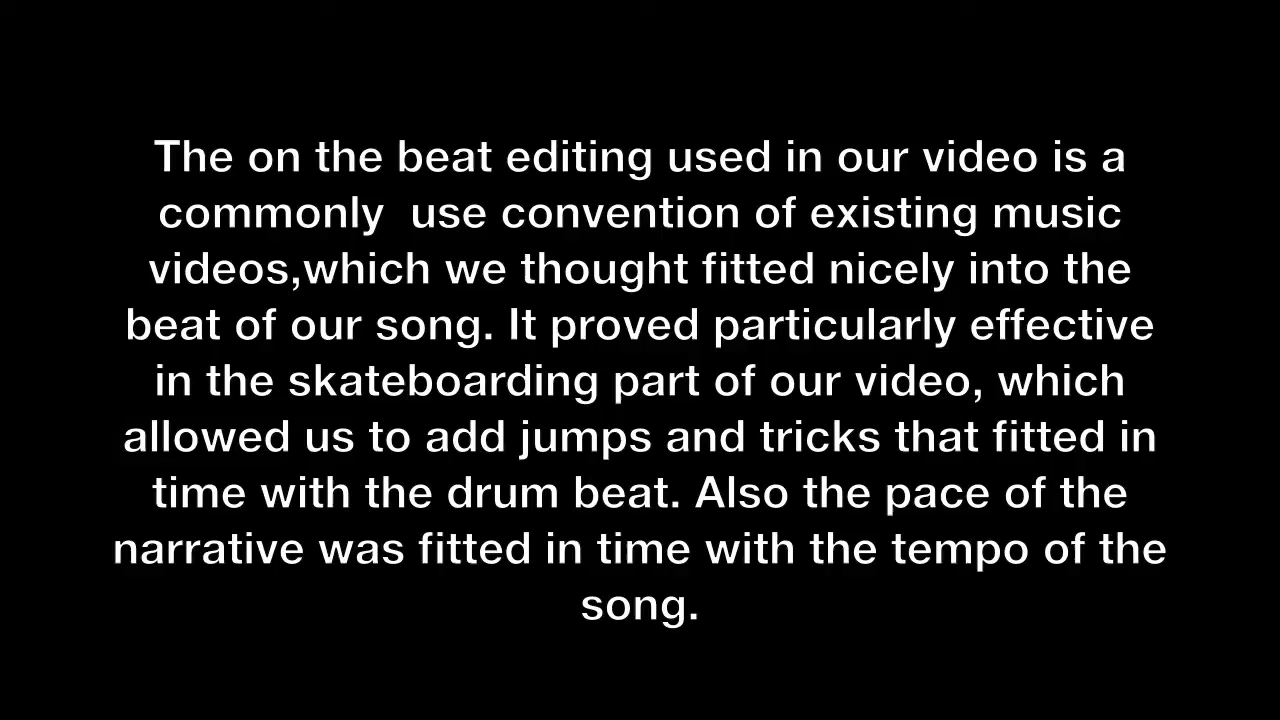 The on the beat editing used in our video is a
commonly  use convention of existing music
videos,which we thought fitted nicely into the
beat of our song. It proved particularly effective
in the skateboarding part of our video, which
allowed us to add jumps and tricks that fitted in
time with the drum beat. Also the pace of the
narrative was fitted in time with the tempo of the
song.